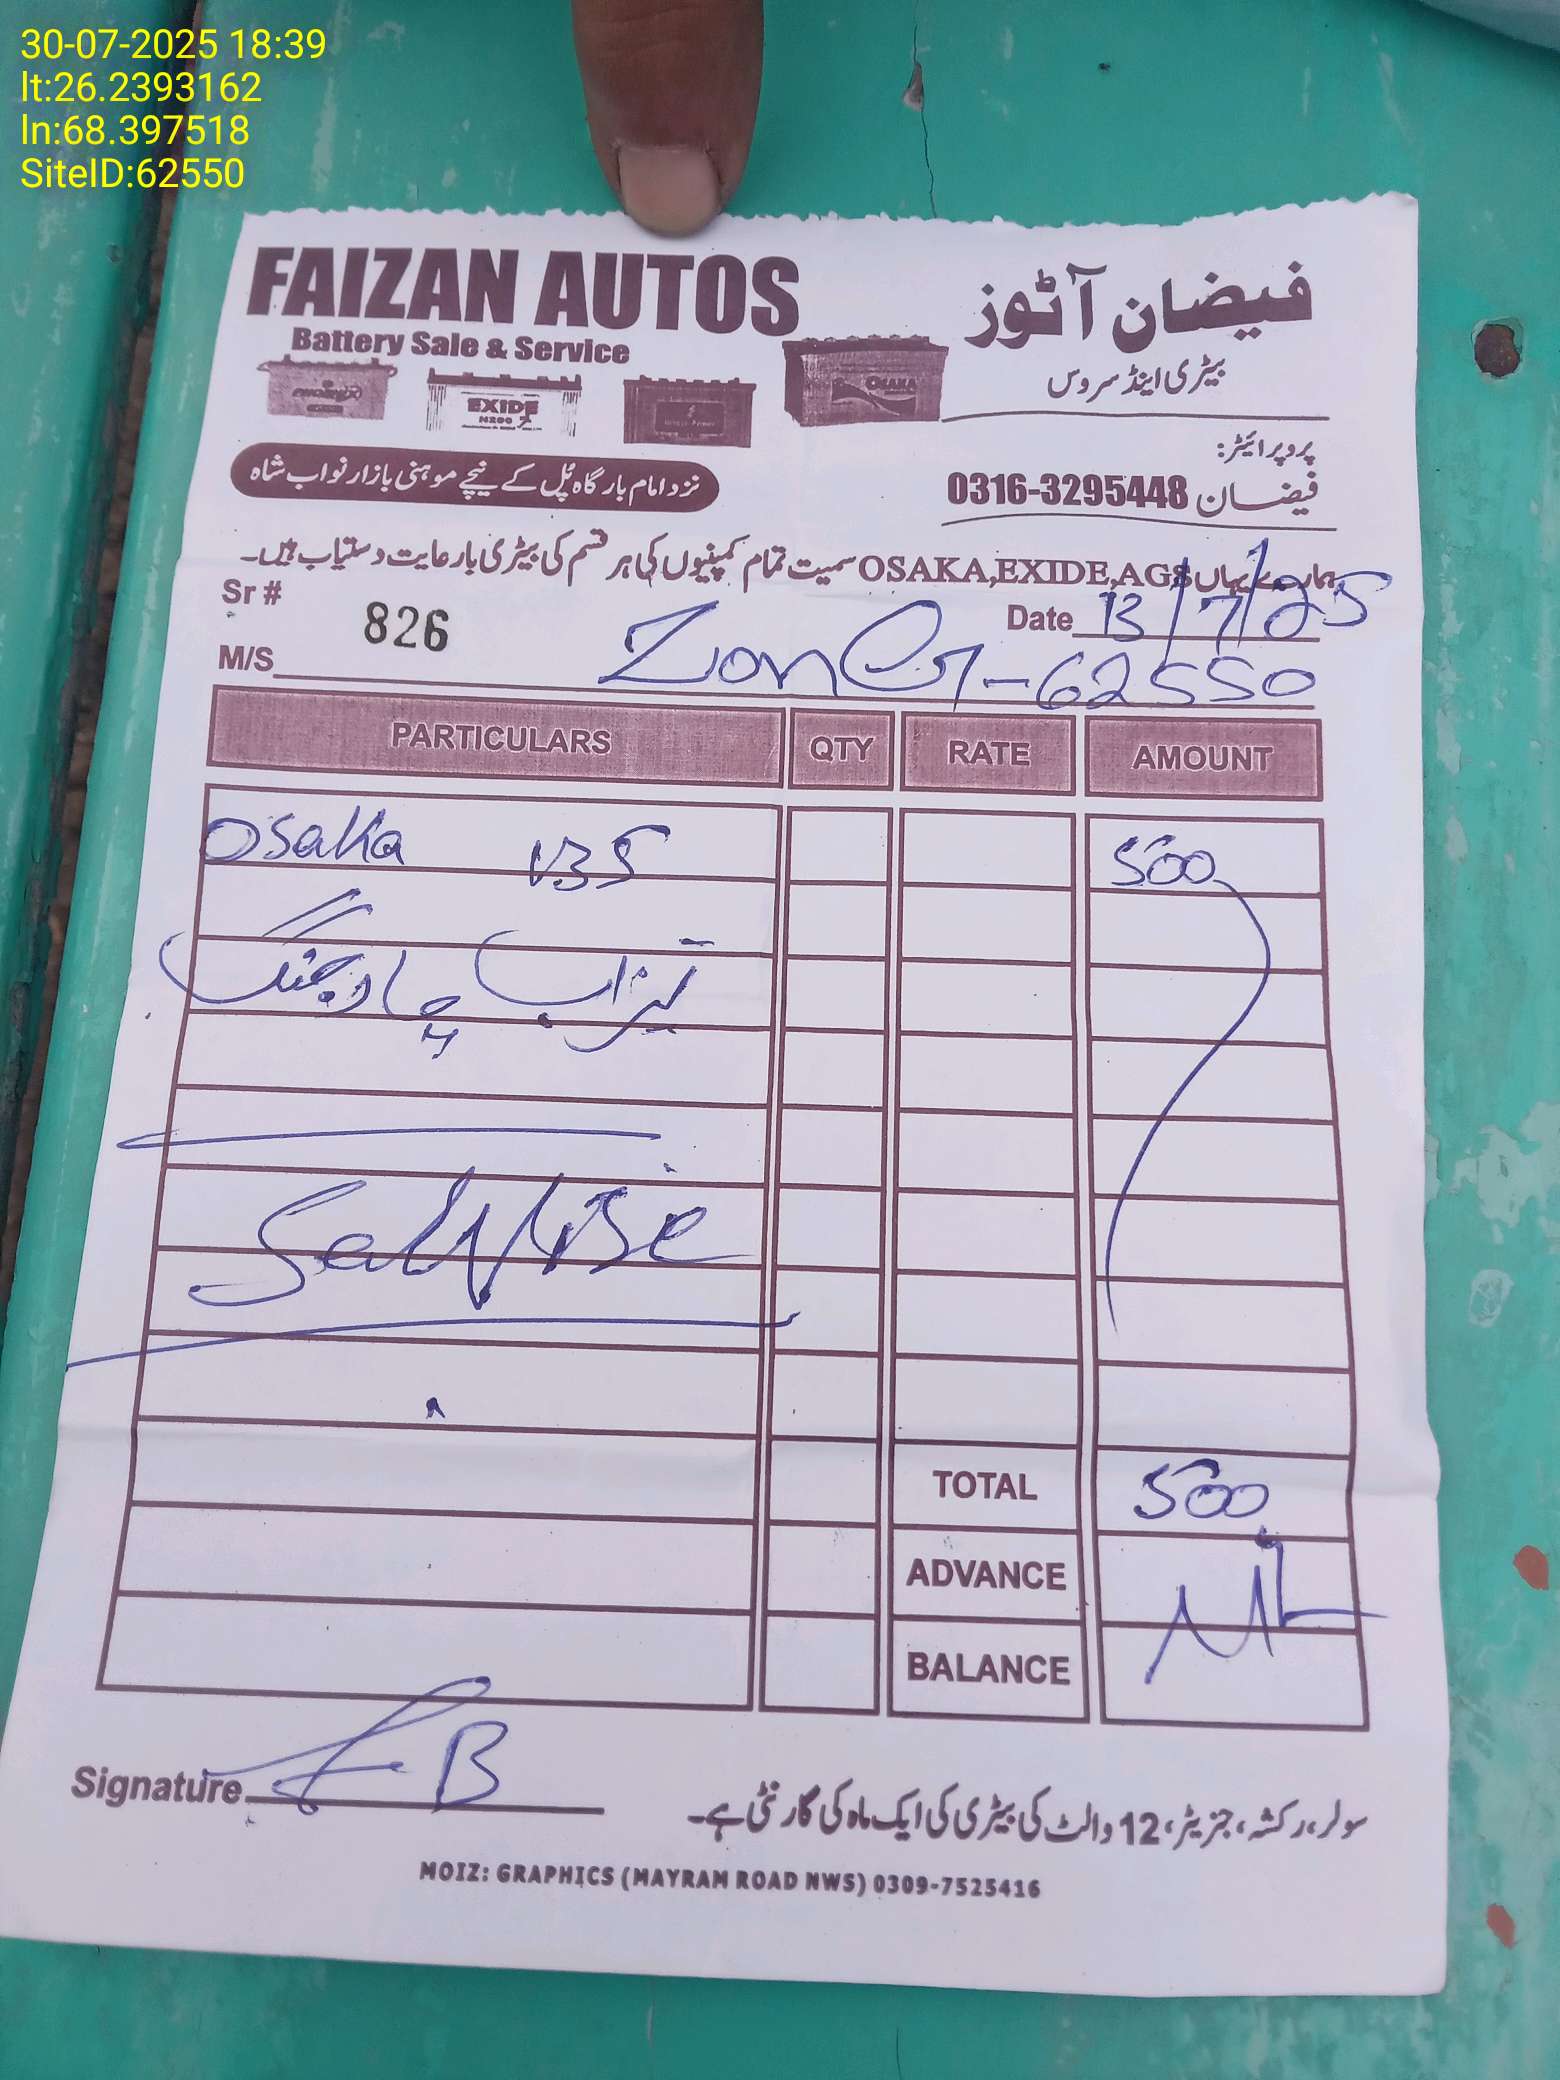 30-07-2025 18:39
lt:26.2393162
ln:68.397518
SiteID:62550
FAIZAN AUTOS
فیضان آٹوز
Battery Sale & Service
بیٹری اینڈ سروس
PHOENIX
EXIDE
N200
OSAKA
پروپرائیٹر:
فیضان 0316-3295448
نزد امام بارگاہ پُل کے نیچے موہنی بازار نواب شاہ
ہمارے یہاں OSAKA,EXIDE,AGS سمیت تمام کمپنیوں کی ہر قسم کی بیٹری بارعایت دستیاب ہیں۔
Sr # 826
Date 13/7/25
M/S Zong-62550
PARTICULARS QTY RATE AMOUNT
Osaka V35 500
تیزاب چارجنگ
TOTAL 500
ADVANCE
BALANCE
Signature
سولر، رکشہ، جنریٹر، 12 والٹ کی بیٹری کی ایک ماہ کی گارنٹی ہے۔
MOIZ: GRAPHICS (MAYRAM ROAD NWS) 0309-7525416